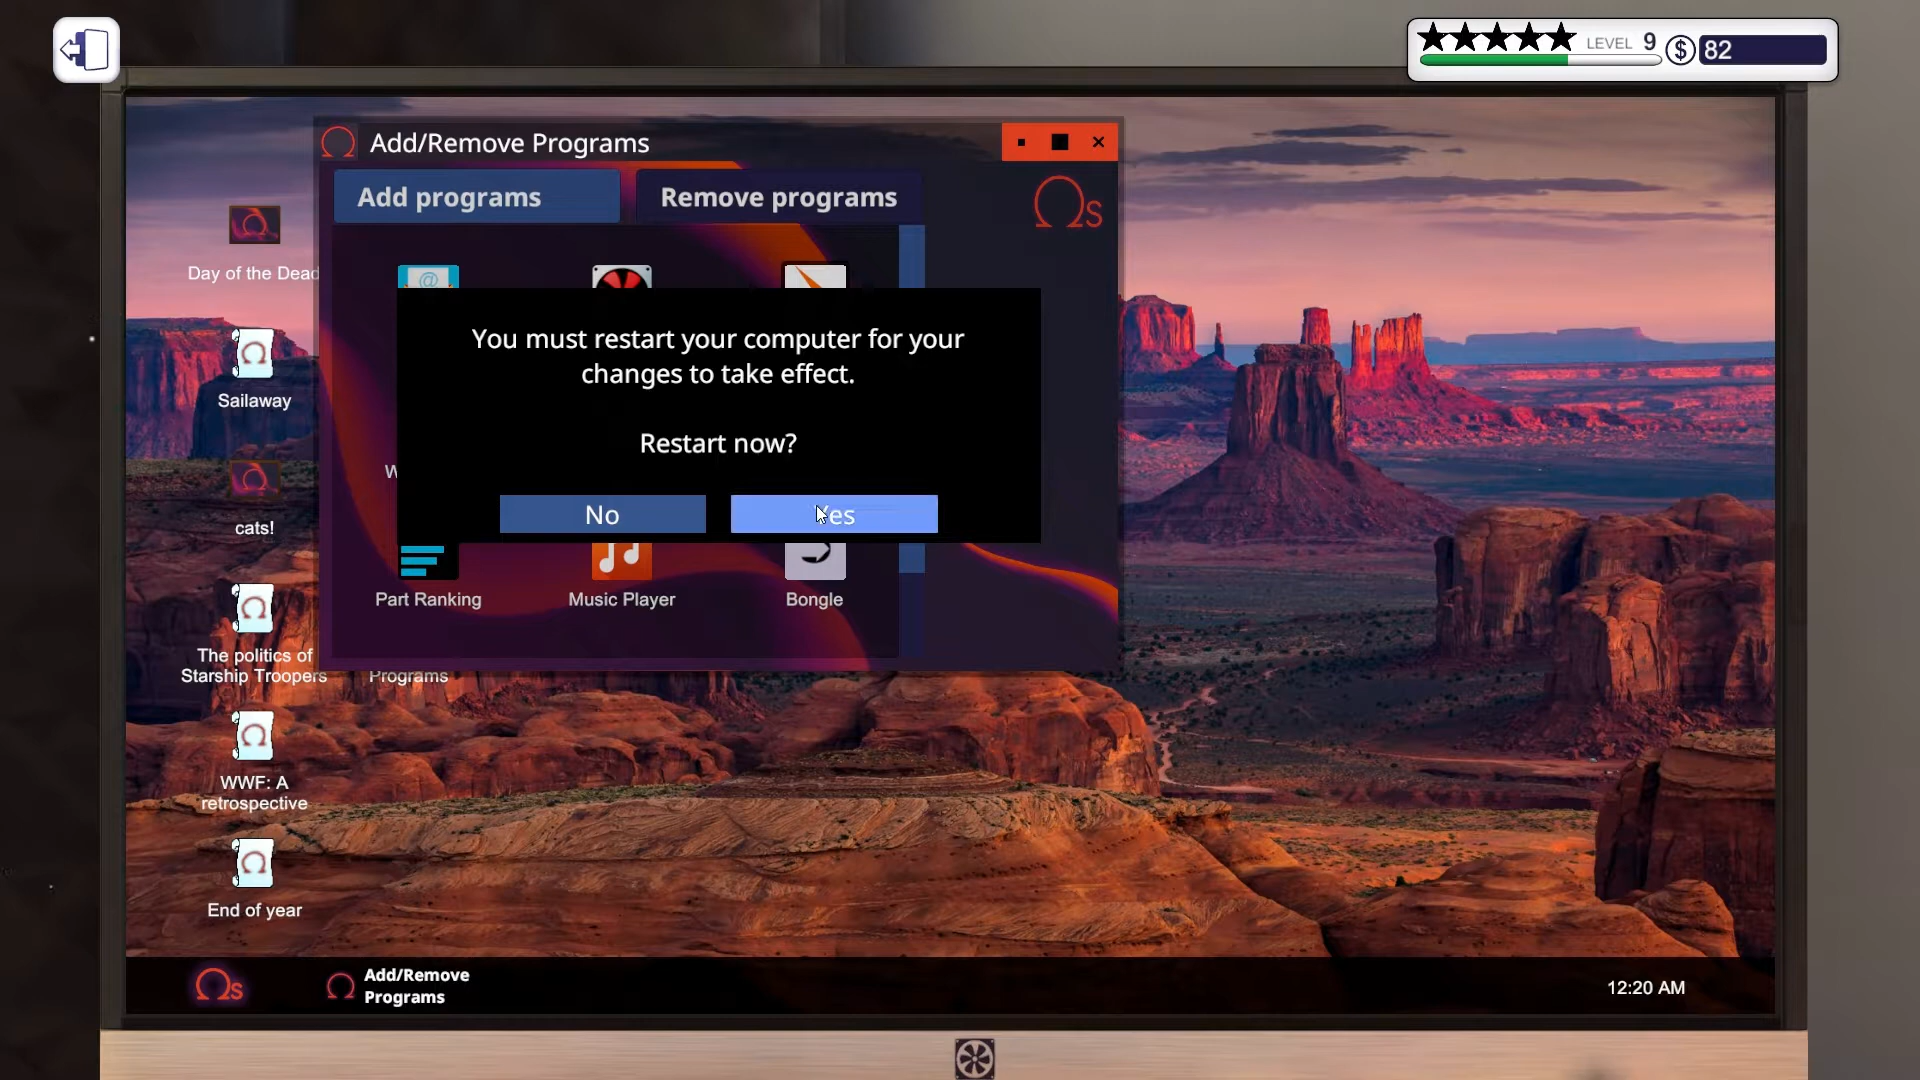 LEVEL 9
$ 82
Add/Remove Programs
Add programs
Remove programs
Ωs
Day of the Dead
@
You must restart your computer for your
changes to take effect.
Restart now?
No
Yes
Sailaway
W
cats!
Part Ranking
Music Player
Bongle
The politics of
Starship Troopers
Programs
WWF: A
retrospective
End of year
Ωs
Add/Remove
Programs
12:20 AM